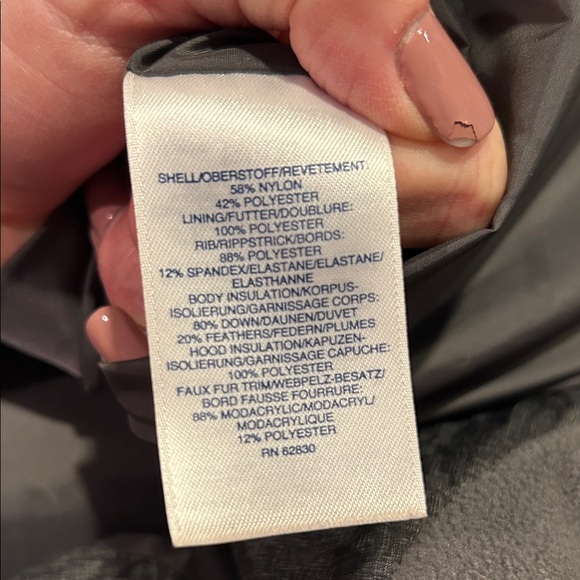 SHELL/OBERSTOFF/REVETEMENT:
58% NYLON
42% POLYESTER
LINING/FUTTER/DOUBLURE:
100% POLYESTER
RIB/RIPPSTRICK/BORDS:
88% POLYESTER
12% SPANDEX/ELASTANE/ELASTANE/
ELASTHANNE
BODY INSULATION/KORPUS-
ISOLIERUNG/GARNISSAGE CORPS:
80% DOWN/DAUNEN/DUVET
20% FEATHERS/FEDERN/PLUMES
HOOD INSULATION/KAPUZEN-
ISOLIERUNG/GARNISSAGE CAPUCHE:
100% POLYESTER
FAUX FUR TRIM/WEBPELZ-BESATZ/
BORD FAUSSE FOURRURE:
88% MODACRYLIC/MODACRYL/
MODACRYLIQUE
12% POLYESTER
RN 62830